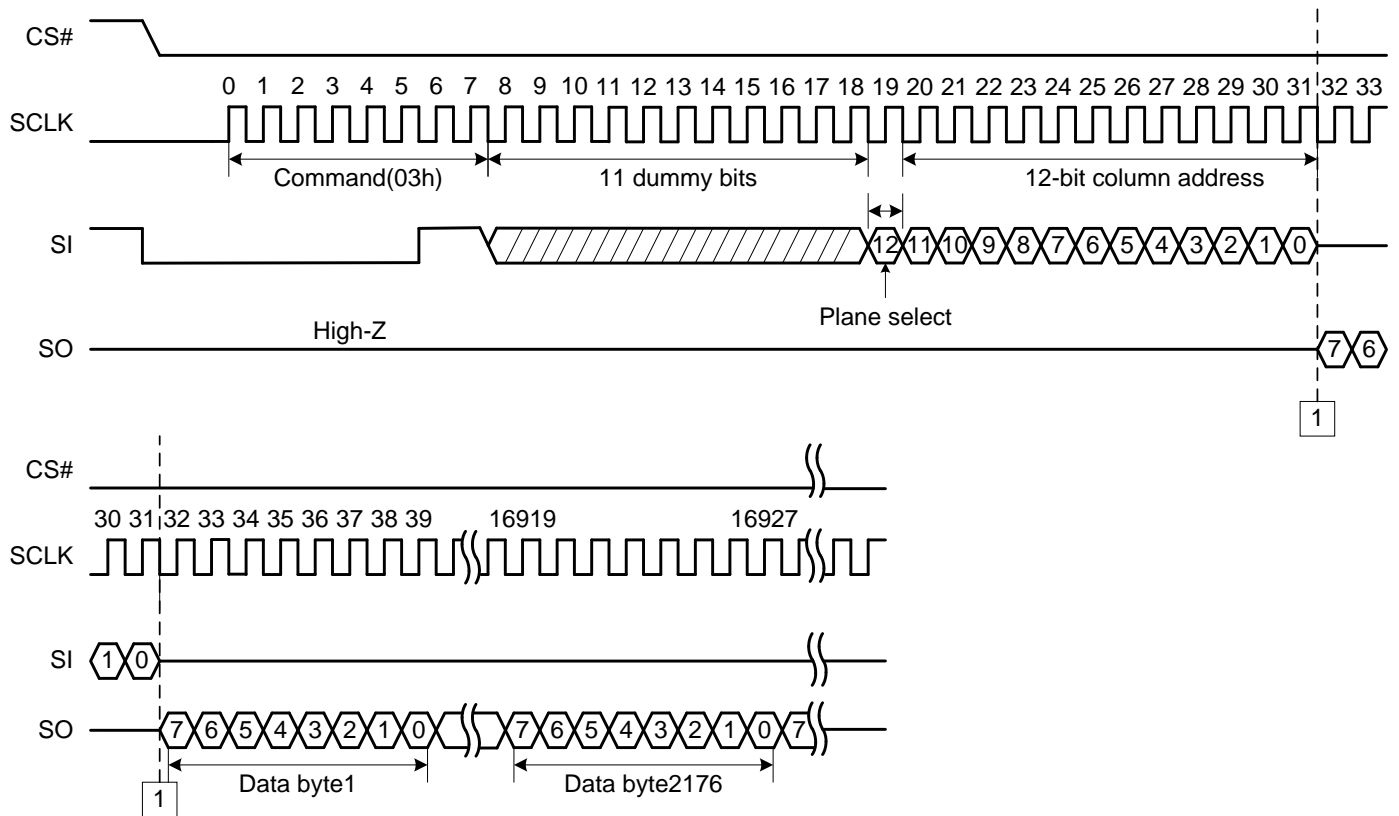 CS#
0 1 2 3 4 5 6 7 8 9 10 11 12 13 14 15 16 17 18 19 20 21 22 23 24 25 26 27 28 29 30 31 32 33
SCLK
Command(03h) 11 dummy bits 12-bit column address
SI 12 11 10 9 8 7 6 5 4 3 2 1 0
Plane select
High-Z
SO 7 6
1
CS#
30 31 32 33 34 35 36 37 38 39 16919 16927
SCLK
SI 1 0
SO 7 6 5 4 3 2 1 0 7 6 5 4 3 2 1 0 7
Data byte1 Data byte2176
1